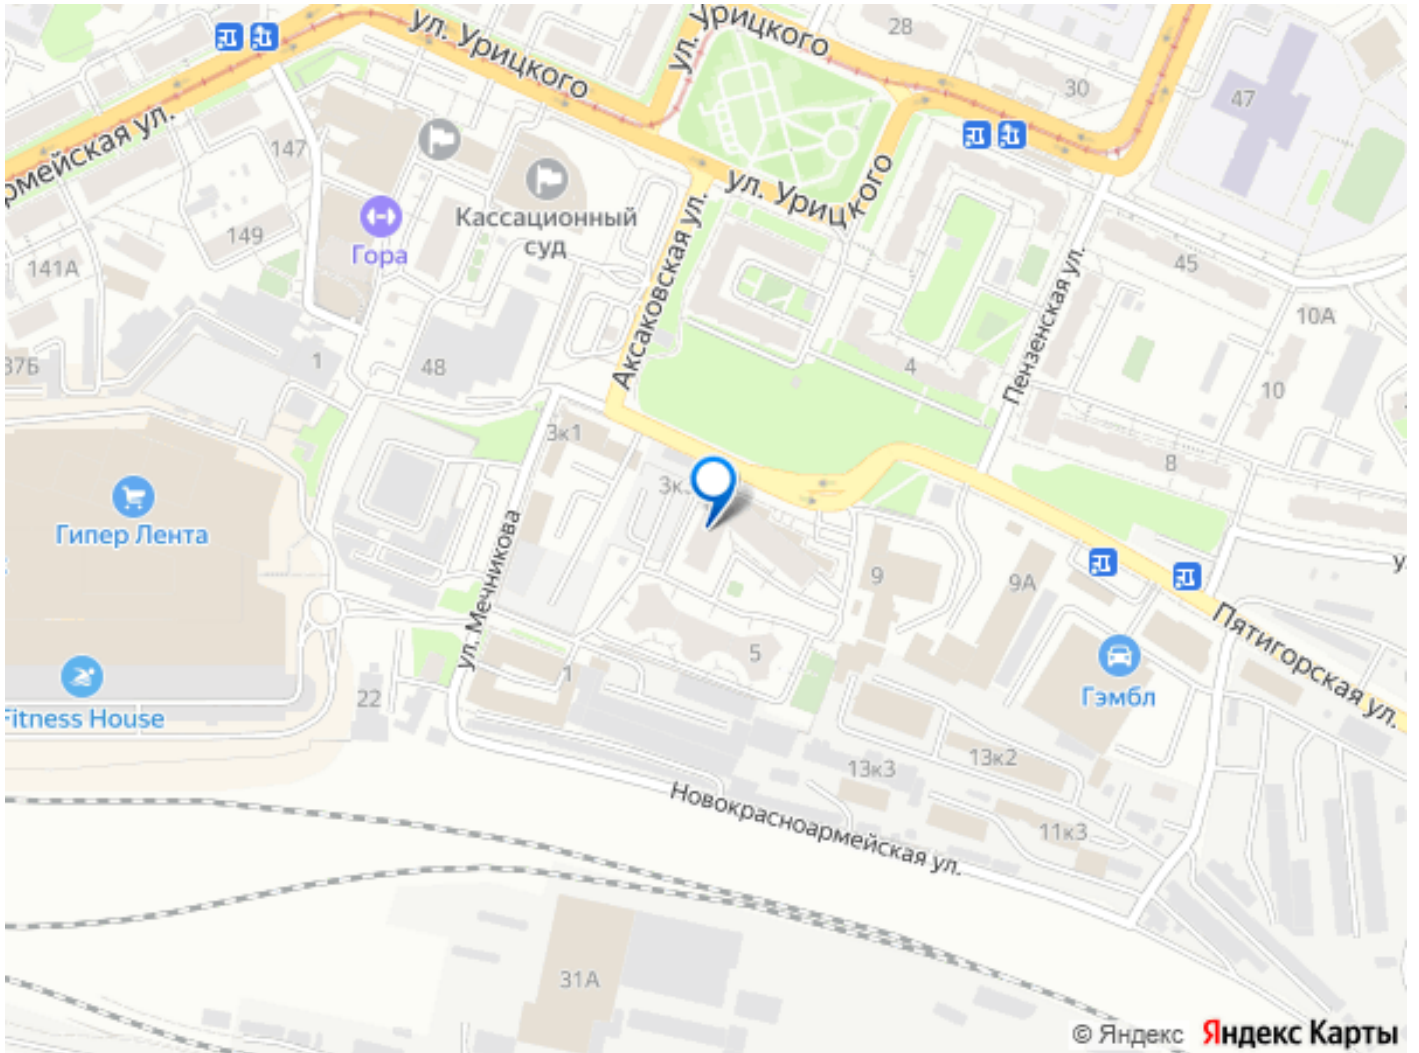 ул. Урицкого
ул. Урицкого
28
30
47
рмейская ул.
147
ул. Урицкого
Кассационный
суд
149
Гора
141А
Аксаковская ул.
Пензенская ул.
45
10А
37Б
1
48
4
10
3к1
8
3к
Гипер Лента
ул. Мечникова
9
9А
Пятигорская ул.
5
1
Гэмбл
22
Fitness House
13к3
13к2
Новокрасноармейская ул.
11к3
31А
© Яндекс Яндекс Карты